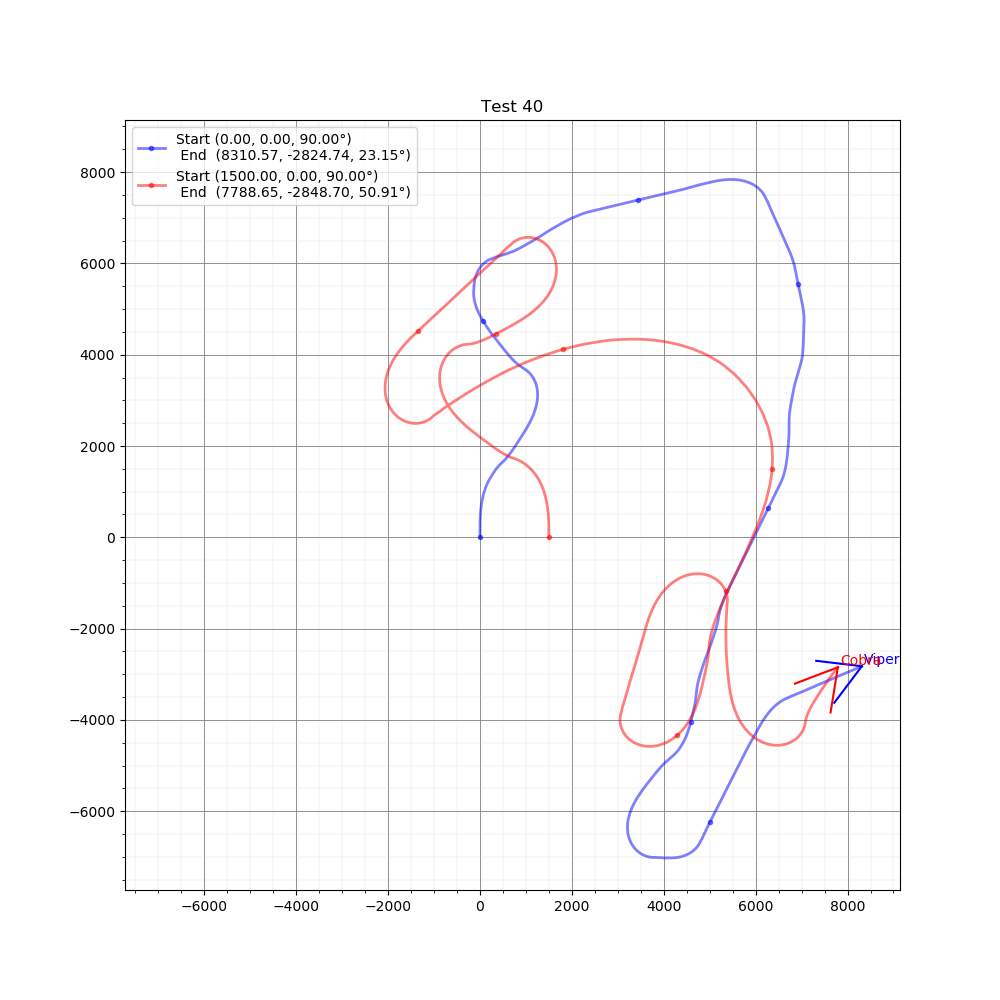 Test 40
Start (0.00, 0.00, 90.00°)
End (8310.57, -2824.74, 23.15°)
Start (1500.00, 0.00, 90.00°)
End (7788.65, -2848.70, 50.91°)
8000
6000
4000
2000
0
−2000
−4000
−6000
Cobra
Viper
−6000 −4000 −2000 0 2000 4000 6000 8000